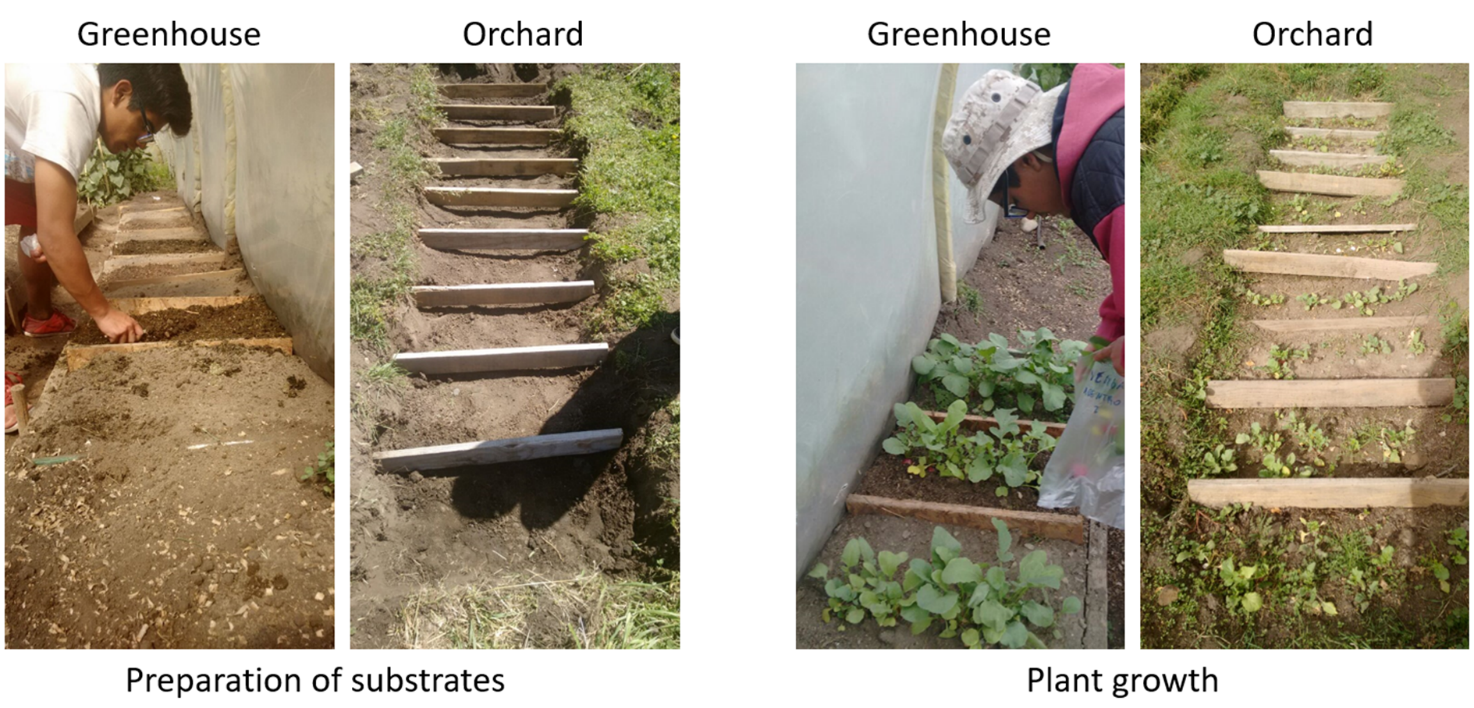 Greenhouse
Orchard
Greenhouse
Orchard
Preparation of substrates
Plant growth